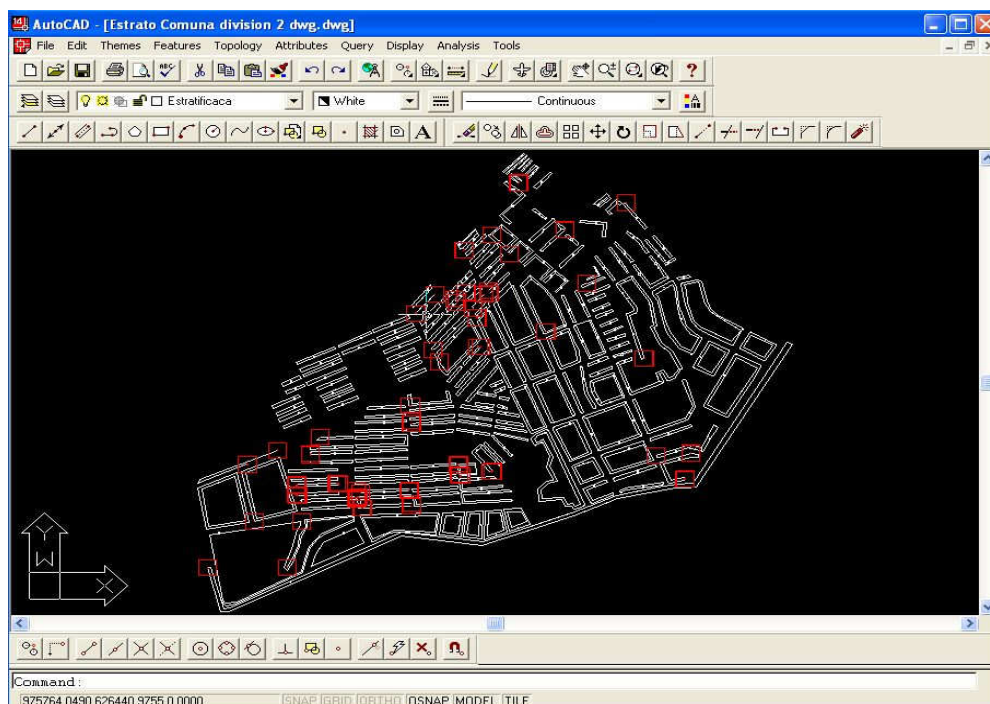 AutoCAD - [Estrato Comuna division 2 dwg.dwg]
File Edit Themes Features Topology Attributes Query Display Analysis Tools
Estratificaca White Continuous
A
Y
W
X
Command:
975764.0490,626440.9755,0.0000 SNAP GRID ORTHO OSNAP MODEL TILE